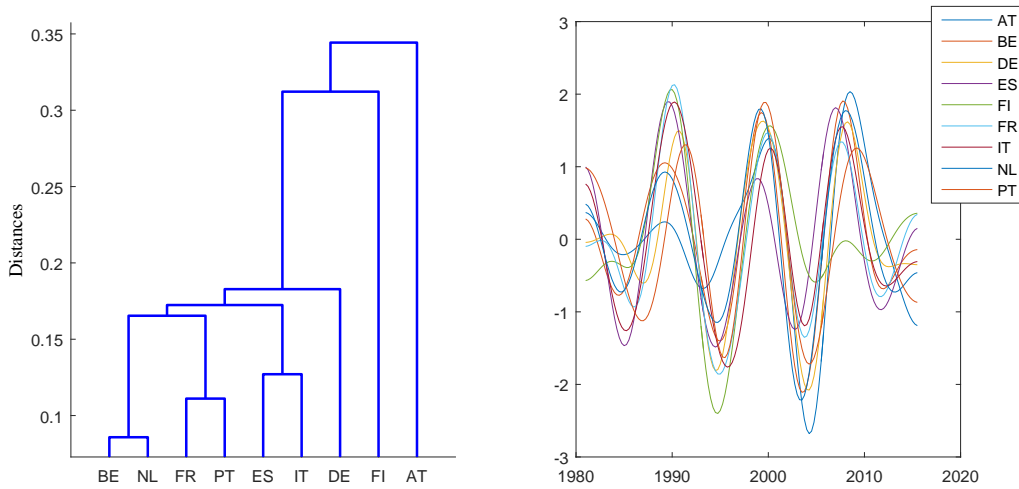 Distances
0.35
0.3
0.25
0.2
0.15
0.1
BE NL FR PT ES IT DE FI AT
3
2
1
0
-1
-2
-3
1980 1990 2000 2010 2020
AT
BE
DE
ES
FI
FR
IT
NL
PT